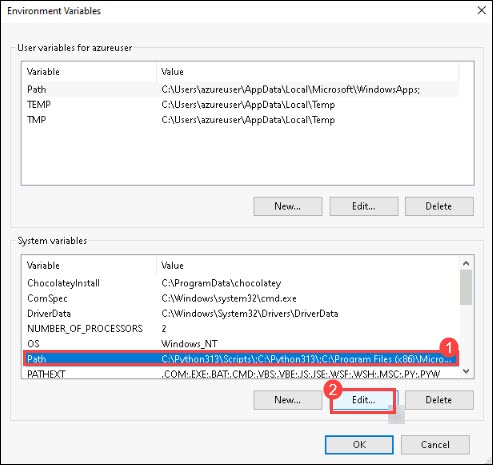 Environment Variables
User variables for azureuser
Variable Value
Path C:\Users\azureuser\AppData\Local\Microsoft\WindowsApps;
TEMP C:\Users\azureuser\AppData\Local\Temp
TMP C:\Users\azureuser\AppData\Local\Temp
New... Edit... Delete
System variables
Variable Value
ChocolateyInstall C:\ProgramData\chocolatey
ComSpec C:\Windows\system32\cmd.exe
DriverData C:\Windows\System32\Drivers\DriverData
NUMBER_OF_PROCESSORS 2
OS Windows_NT
1
Path C:\Python313\Scripts\;C:\Python313\;C:\Program Files (x86)\Micro...
PATHEXT .COM;.EXE;.BAT;.CMD;.VBS;.VBE;.JS;.JSE;.WSF;.WSH;.MSC;.PY;.PYW
2
New... Edit... Delete
OK Cancel